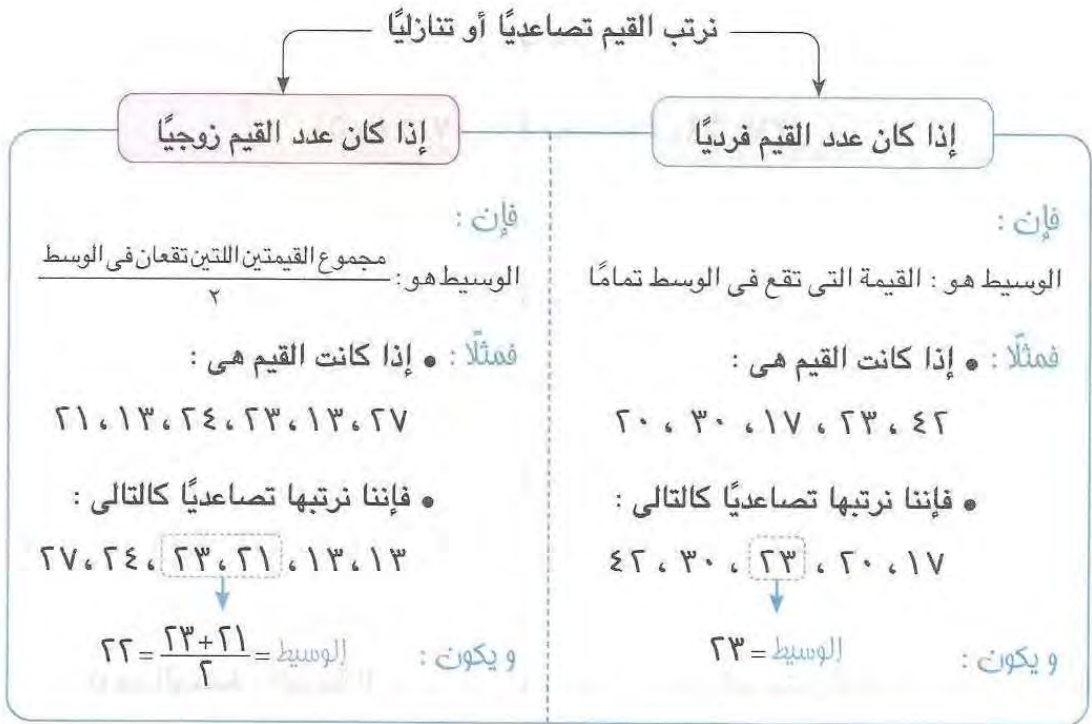 نرتب القيم تصاعديًا أو تنازليًا
إذا كان عدد القيم فرديًا
فإن :
الوسيط هو : القيمة التى تقع فى الوسط تمامًا
فمثلًا : • إذا كانت القيم هى :
٤٢ ، ٢٣ ، ١٧ ، ٣٠ ، ٢٠
• فإننا نرتبها تصاعديًا كالتالى :
١٧ ، ٢٠ ، ٢٣ ، ٣٠ ، ٤٢
و يكون : الوسيط = ٢٣
إذا كان عدد القيم زوجيًا
فإن :
الوسيط هو : مجموع القيمتين اللتين تقعان فى الوسط
٢
فمثلًا : • إذا كانت القيم هى :
٢٧ ، ١٣ ، ٢٣ ، ٢٤ ، ١٣ ، ٢١
• فإننا نرتبها تصاعديًا كالتالى :
١٣ ، ١٣ ، ٢١ ، ٢٣ ، ٢٤ ، ٢٧
و يكون : الوسيط = ٢١ + ٢٣ = ٢٢
٢